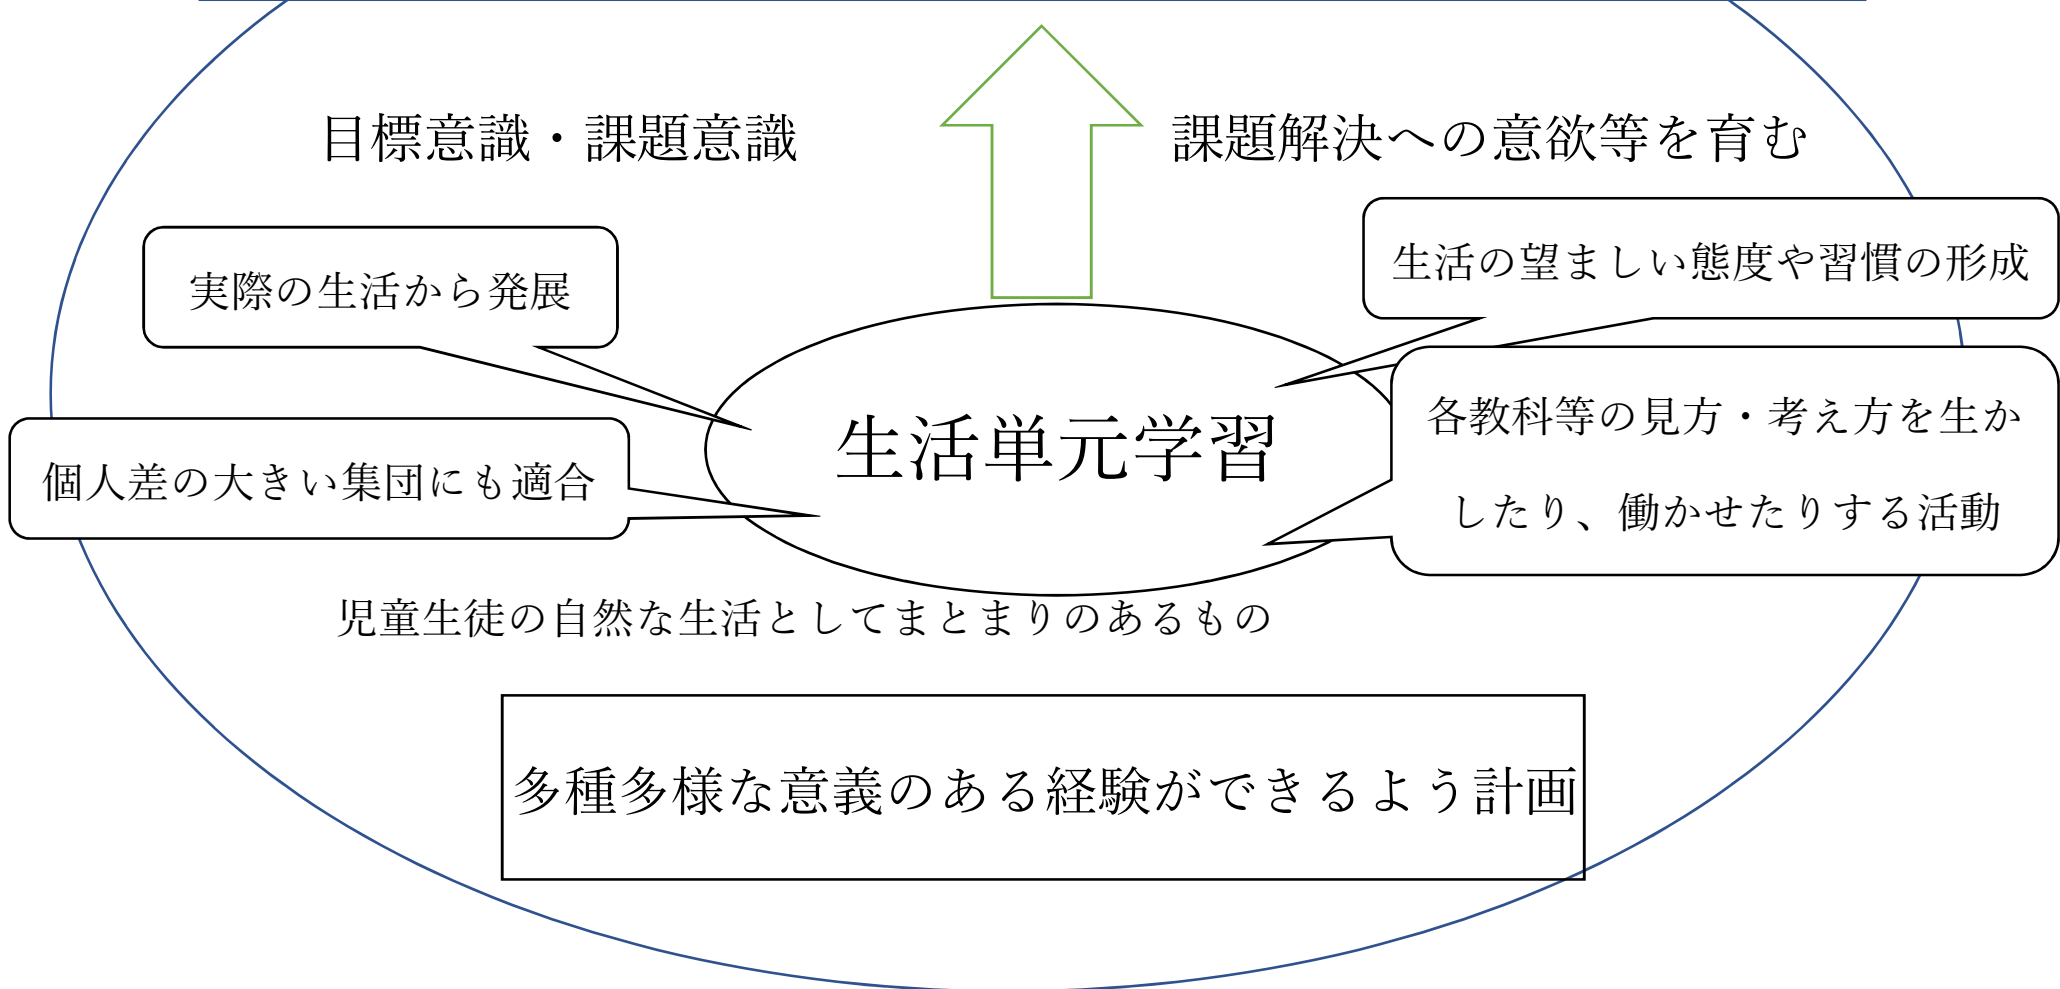 目標意識・課題意識
課題解決への意欲等を育む
実際の生活から発展
生活の望ましい態度や習慣の形成
個人差の大きい集団にも適合
生活単元学習
各教科等の見方・考え方を生か
したり、働かせたりする活動
児童生徒の自然な生活としてまとまりのあるもの
多種多様な意義のある経験ができるよう計画